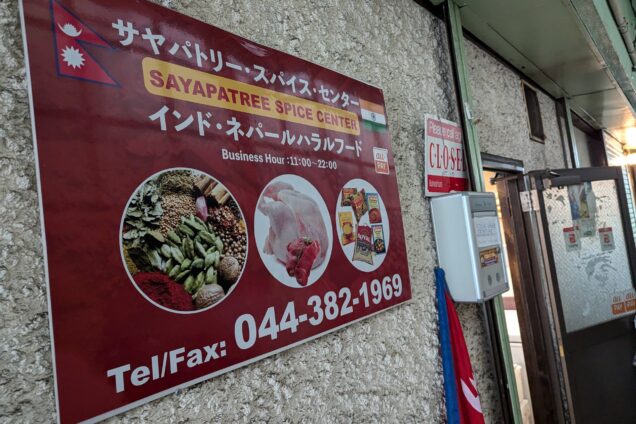 サヤパトリー・スパイス・センター
SAYAPATREE SPICE CENTER
インド・ネパールハラルフード
Business Hour :11:00~22:00
Tel/Fax: 044-382-1969
CLOSE